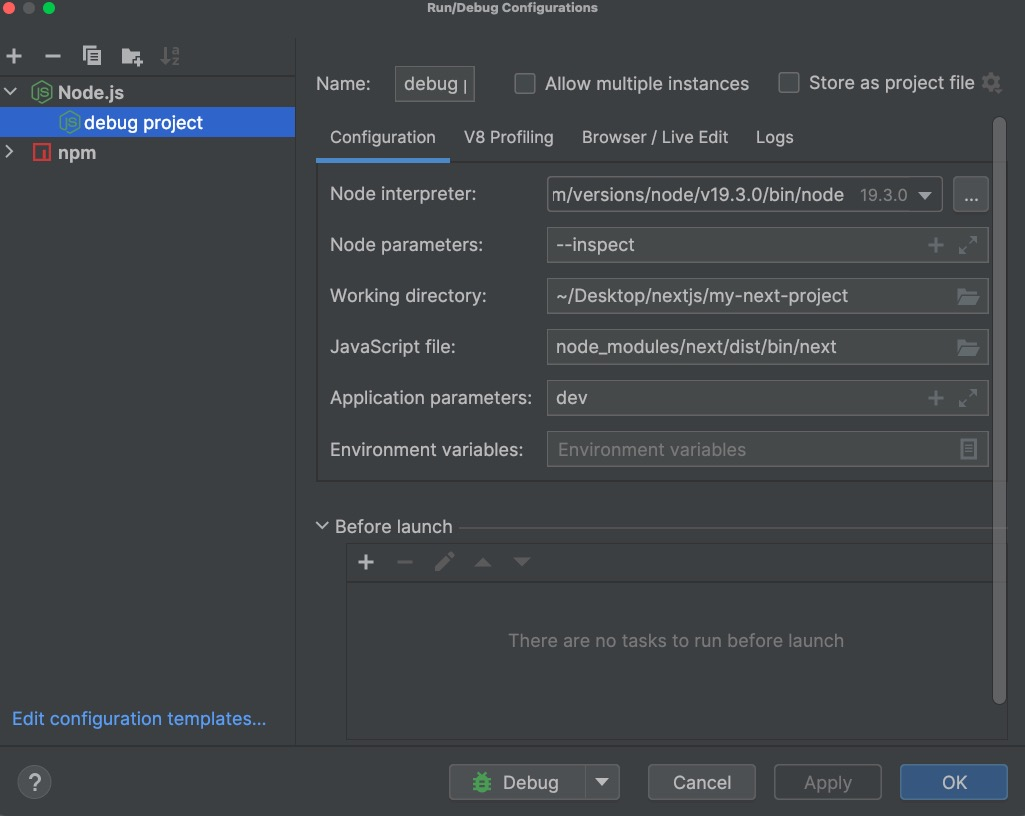 Run/Debug Configurations
Node.js
debug project
npm
Edit configuration templates...
Name: debug p
Allow multiple instances
Store as project file
Configuration V8 Profiling Browser / Live Edit Logs
Node interpreter: m/versions/node/v19.3.0/bin/node 19.3.0 ...
Node parameters: --inspect
Working directory: ~/Desktop/nextjs/my-next-project
JavaScript file: node_modules/next/dist/bin/next
Application parameters: dev
Environment variables: Environment variables
Before launch
There are no tasks to run before launch
? Debug Cancel Apply OK